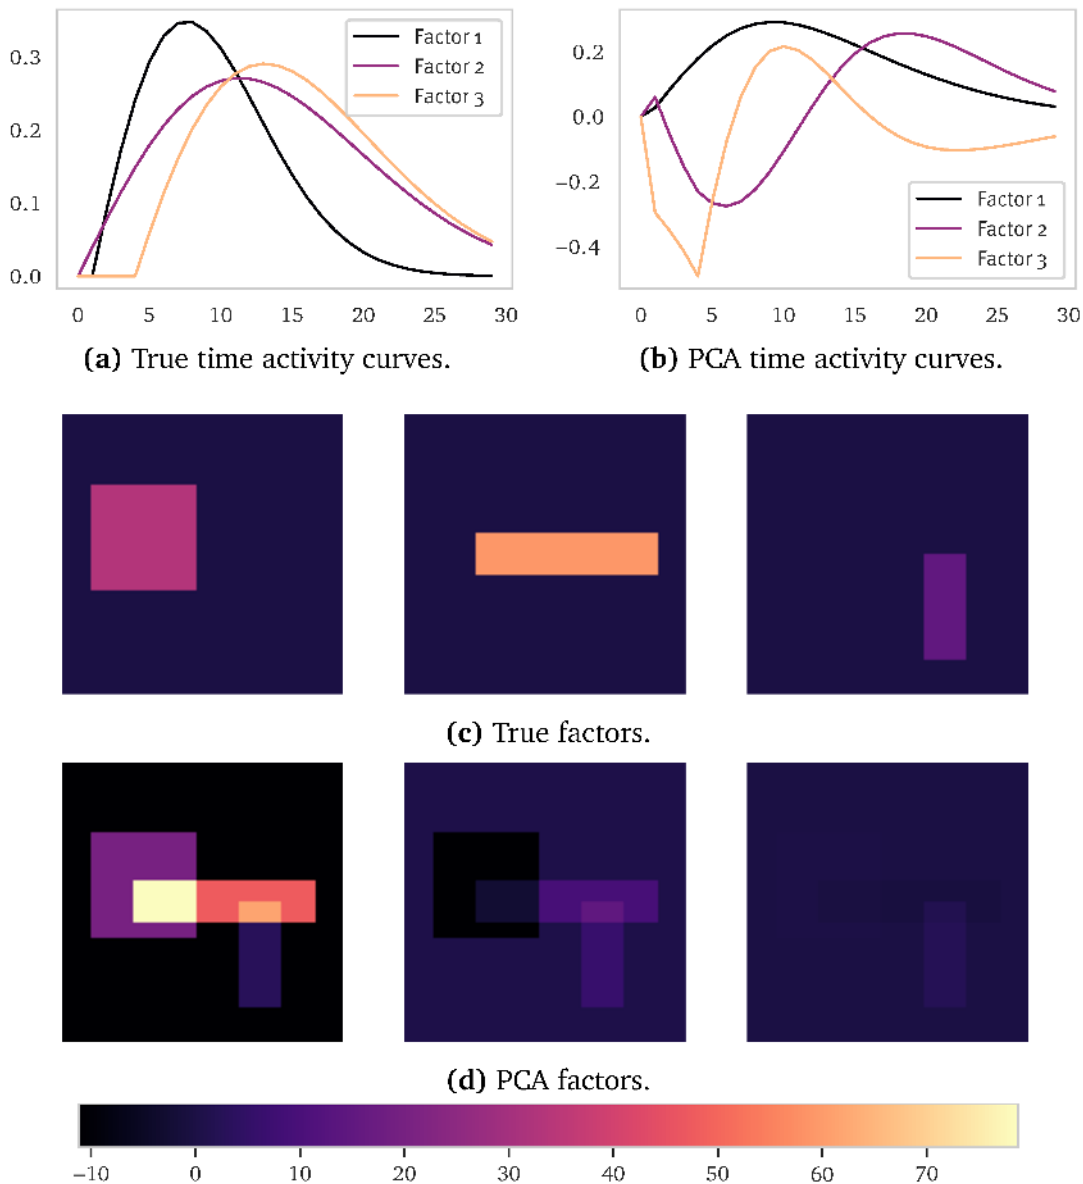 Factor 1
Factor 2
Factor 3
0.3
0.2
0.1
0.0
0 5 10 15 20 25 30
(a) True time activity curves.
0.2
0.0
−0.2
−0.4
Factor 1
Factor 2
Factor 3
0 5 10 15 20 25 30
(b) PCA time activity curves.
(c) True factors.
(d) PCA factors.
−10 0 10 20 30 40 50 60 70